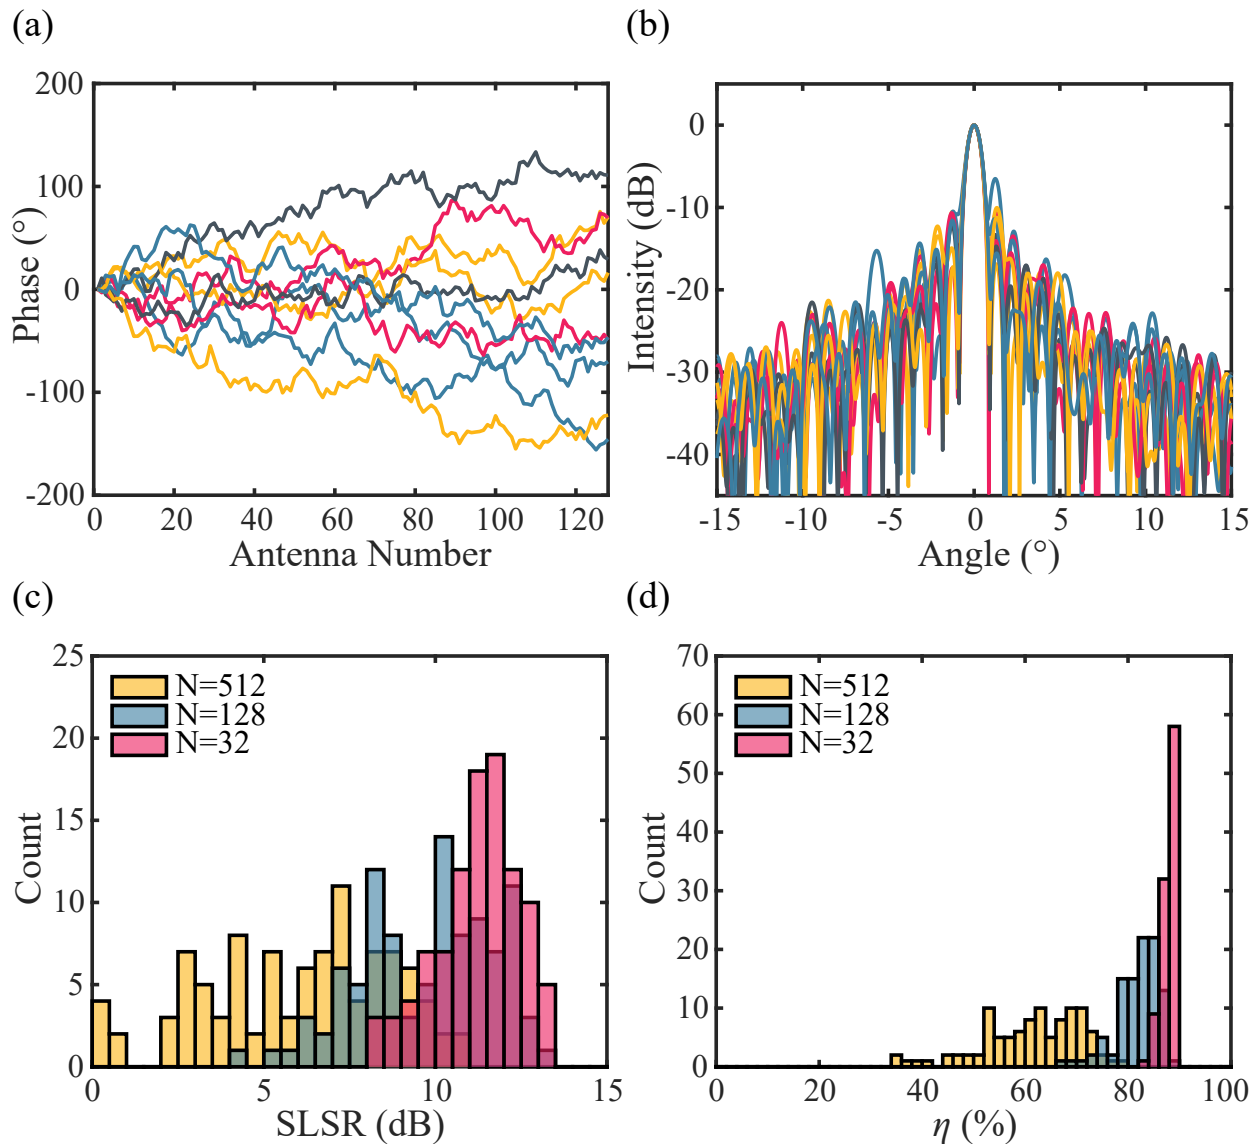 (a)
200
100
0
-100
-200
Phase (°)
0 20 40 60 80 100 120
Antenna Number
(b)
0
-10
-20
-30
-40
Intensity (dB)
-15 -10 -5 0 5 10 15
Angle (°)
(c)
25
20
15
10
5
0
Count
N=512
N=128
N=32
0 5 10 15
SLSR (dB)
(d)
70
60
50
40
30
20
10
0
Count
N=512
N=128
N=32
0 20 40 60 80 100
η (%)